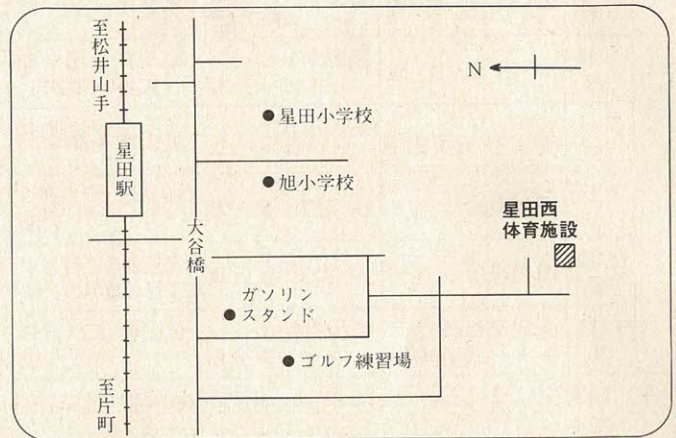 至松井山手
N
星田小学校
星田駅
旭小学校
星田西
体育施設
大谷橋
ガソリン
スタンド
ゴルフ練習場
至片町